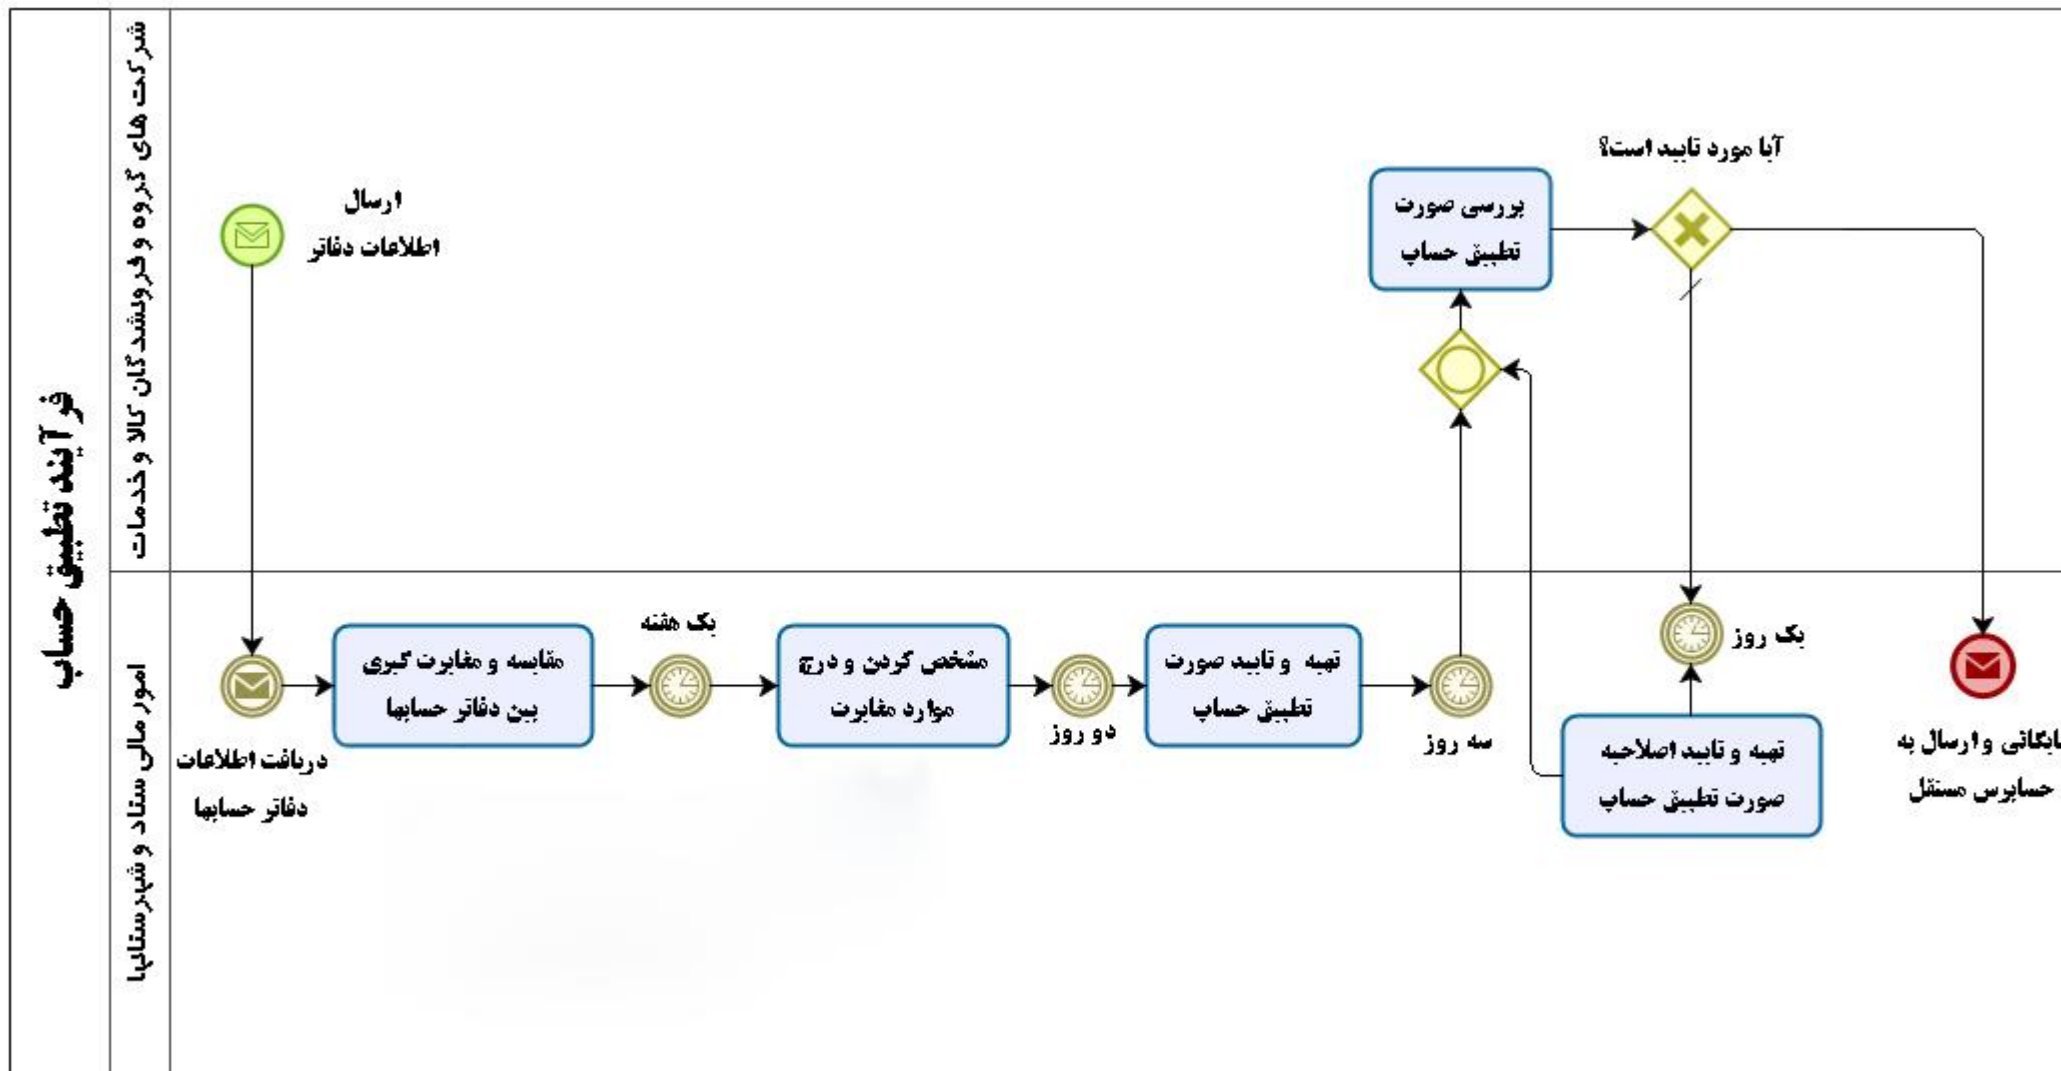 فرآیند تطبیق حساب
شرکت های گروه و فروشندگان کالا و خدمات
ارسال
اطلاعات دفاتر
بررسی صورت
تطبیق حساب
آیا مورد تایید است؟
امور مالی ستاد و شهرستانها
دریافت اطلاعات
دفاتر حسابها
مقایسه و مغایرت گیری
بین دفاتر حسابها
یک هفته
مشخص کردن و درج
موارد مغایرت
دو روز
تهیه و تایید صورت
تطبیق حساب
سه روز
یک روز
تهیه و تایید اصلاحیه
صورت تطبیق حساب
بایگانی و ارسال به
حسابرس مستقل